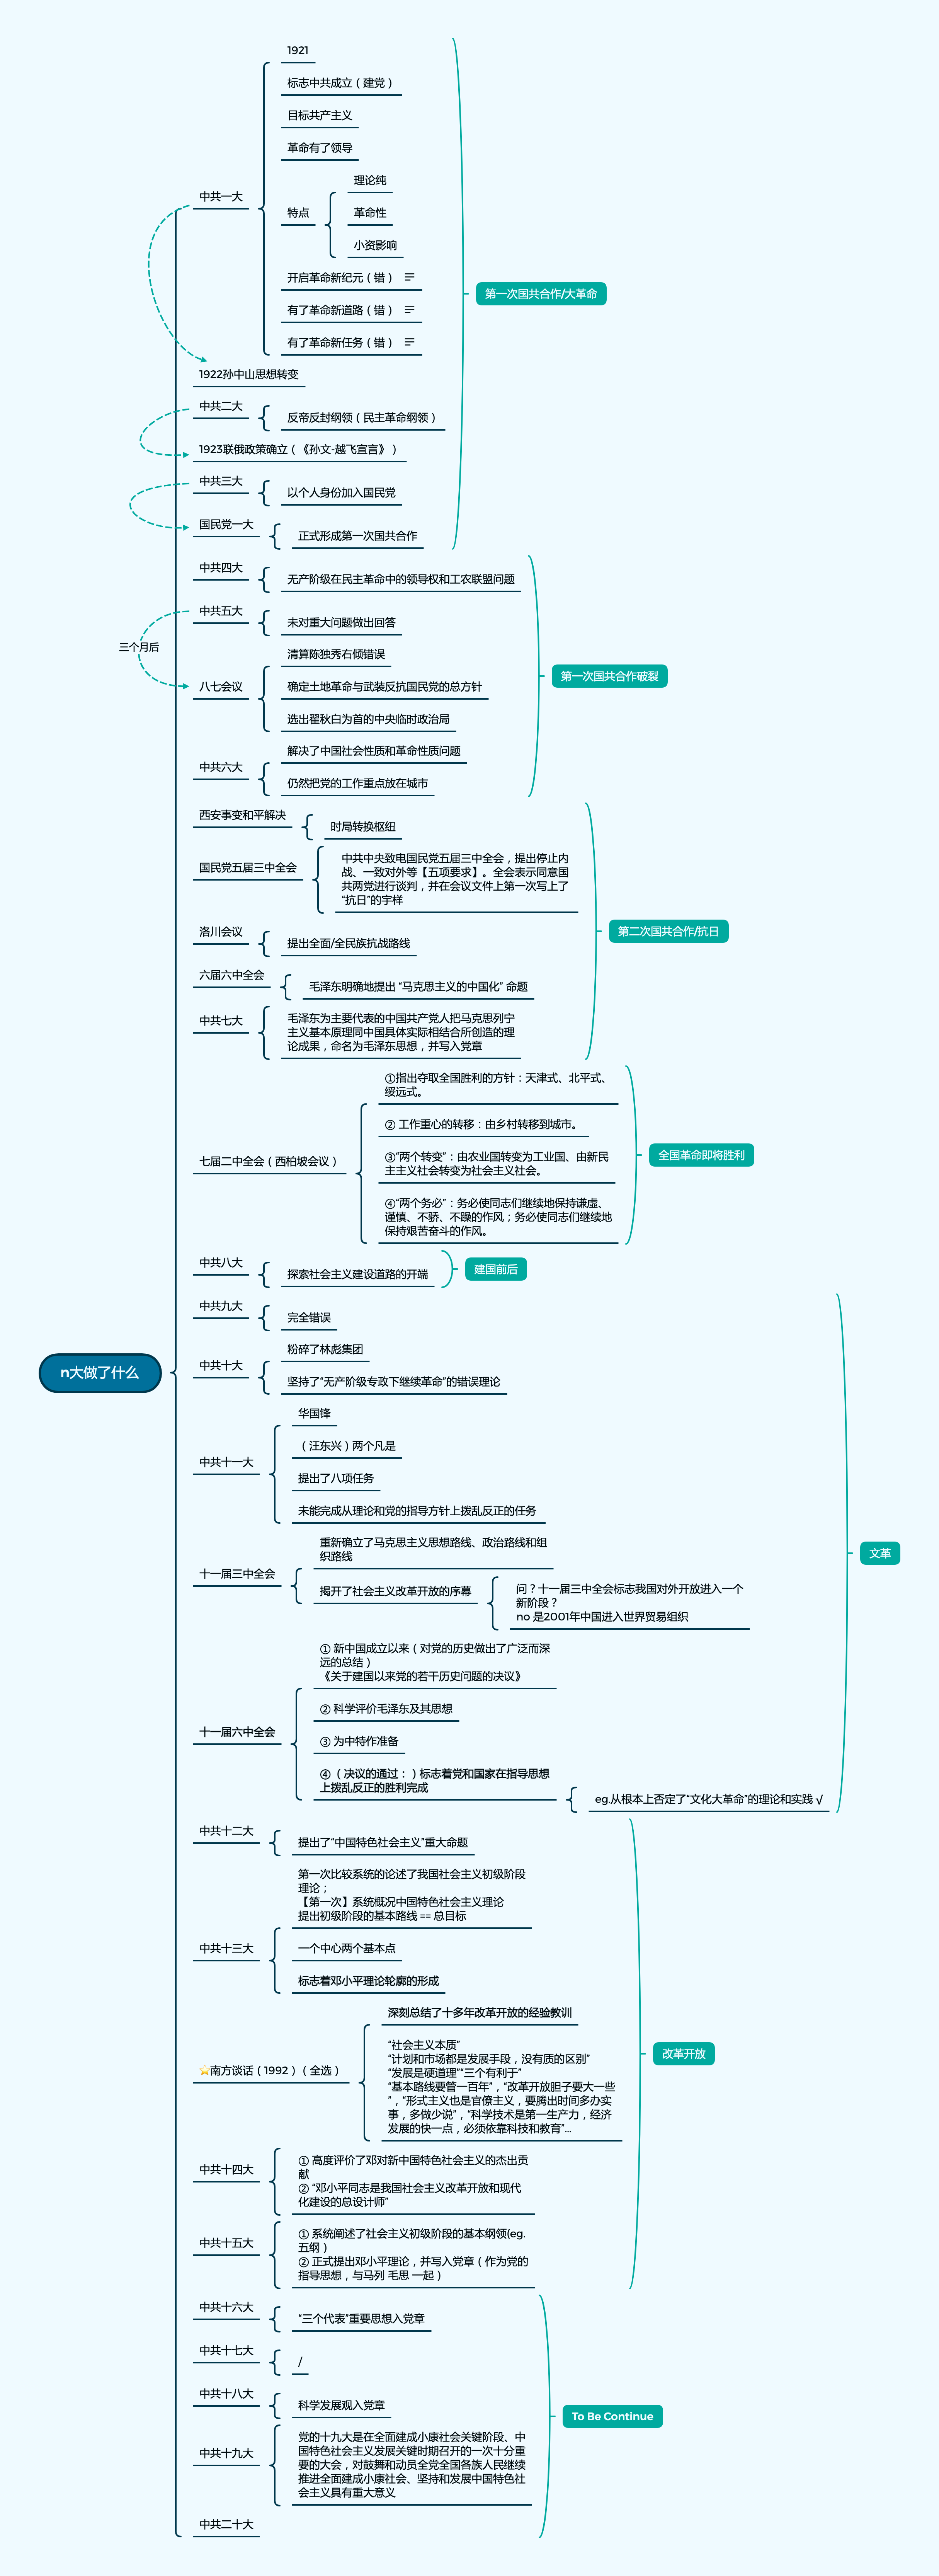 1921
标志中共成立（建党）
目标共产主义
革命有了领导
理论纯
中共一大
特点
革命性
小资影响
开启革命新纪元（错）
第一次国共合作/大革命
有了革命新道路（错）
有了革命新任务（错）
1922孙中山思想转变
中共二大
反帝反封纲领（民主革命纲领）
1923联俄政策确立（《孙文-越飞宣言》）
中共三大
以个人身份加入国民党
国民党一大
正式形成第一次国共合作
中共四大
无产阶级在民主革命中的领导权和工农联盟问题
中共五大
未对重大问题做出回答
三个月后
清算陈独秀右倾错误
八七会议
确定土地革命与武装反抗国民党的总方针
第一次国共合作破裂
选出翟秋白为首的中央临时政治局
解决了中国社会性质和革命性质问题
中共六大
仍然把党的工作重点放在城市
西安事变和平解决
时局转换枢纽
国民党五届三中全会
中共中央致电国民党五届三中全会，提出停止内
战、一致对外等【五项要求】。全会表示同意国
共两党进行谈判，并在会议文件上第一次写上了
“抗日”的宇样
第二次国共合作/抗日
洛川会议
提出全面/全民族抗战路线
六届六中全会
毛泽东明确地提出 “马克思主义的中国化” 命题
中共七大
毛泽东为主要代表的中国共产党人把马克思列宁
主义基本原理同中国具体实际相结合所创造的理
论成果，命名为毛泽东思想，并写入党章
①指出夺取全国胜利的方针：天津式、北平式、
绥远式。
② 工作重心的转移：由乡村转移到城市。
七届二中全会（西柏坡会议）
③“两个转变”：由农业国转变为工业国、由新民
主主义社会转变为社会主义社会。
全国革命即将胜利
④“两个务必”：务必使同志们继续地保持谦虚、
谨慎、不骄、不躁的作风；务必使同志们继续地
保持艰苦奋斗的作风。
中共八大
探索社会主义建设道路的开端
建国前后
中共九大
完全错误
n大做了什么
粉碎了林彪集团
中共十大
坚持了“无产阶级专政下继续革命”的错误理论
华国锋
（汪东兴）两个凡是
中共十一大
提出了八项任务
未能完成从理论和党的指导方针上拨乱反正的任务
重新确立了马克思主义思想路线、政治路线和组
织路线
文革
十一届三中全会
揭开了社会主义改革开放的序幕
问？十一届三中全会标志我国对外开放进入一个
新阶段？
no 是2001年中国进入世界贸易组织
① 新中国成立以来（对党的历史做出了广泛而深
远的总结）
《关于建国以来党的若干历史问题的决议》
② 科学评价毛泽东及其思想
十一届六中全会
③ 为中特作准备
④ （ 决议的通过：）标志着党和国家在指导思想
上拨乱反正的胜利完成
eg.从根本上否定了“文化大革命”的理论和实践 √
中共十二大
提出了“中国特色社会主义”重大命题
第一次比较系统的论述了我国社会主义初级阶段
理论；
【第一次】系统概况中国特色社会主义理论
提出初级阶段的基本路线 == 总目标
中共十三大
一个中心两个基本点
标志着邓小平理论轮廓的形成
深刻总结了十多年改革开放的经验教训
改革开放
南方谈话（1992）（全选）
“社会主义本质”
“计划和市场都是发展手段，没有质的区别”
“发展是硬道理”“三个有利于”
“基本路线要管一百年”，“改革开放胆子要大一些
”，“形式主义也是官僚主义，要腾出时间多办实
事，多做少说”，“科学技术是第一生产力，经济
发展的快一点，必须依靠科技和教育”...
中共十四大
① 高度评价了邓对新中国特色社会主义的杰出贡
献
② “邓小平同志是我国社会主义改革开放和现代
化建设的总设计师”
中共十五大
① 系统阐述了社会主义初级阶段的基本纲领(eg.
五纲）
② 正式提出邓小平理论，并写入党章（作为党的
指导思想，与马列 毛思 一起）
中共十六大
“三个代表”重要思想入党章
中共十七大
/
中共十八大
科学发展观入党章
To Be Continue
中共十九大
党的十九大是在全面建成小康社会关键阶段、中
国特色社会主义发展关键时期召开的一次十分重
要的大会，对鼓舞和动员全党全国各族人民继续
推进全面建成小康社会、坚持和发展中国特色社
会主义具有重大意义
中共二十大